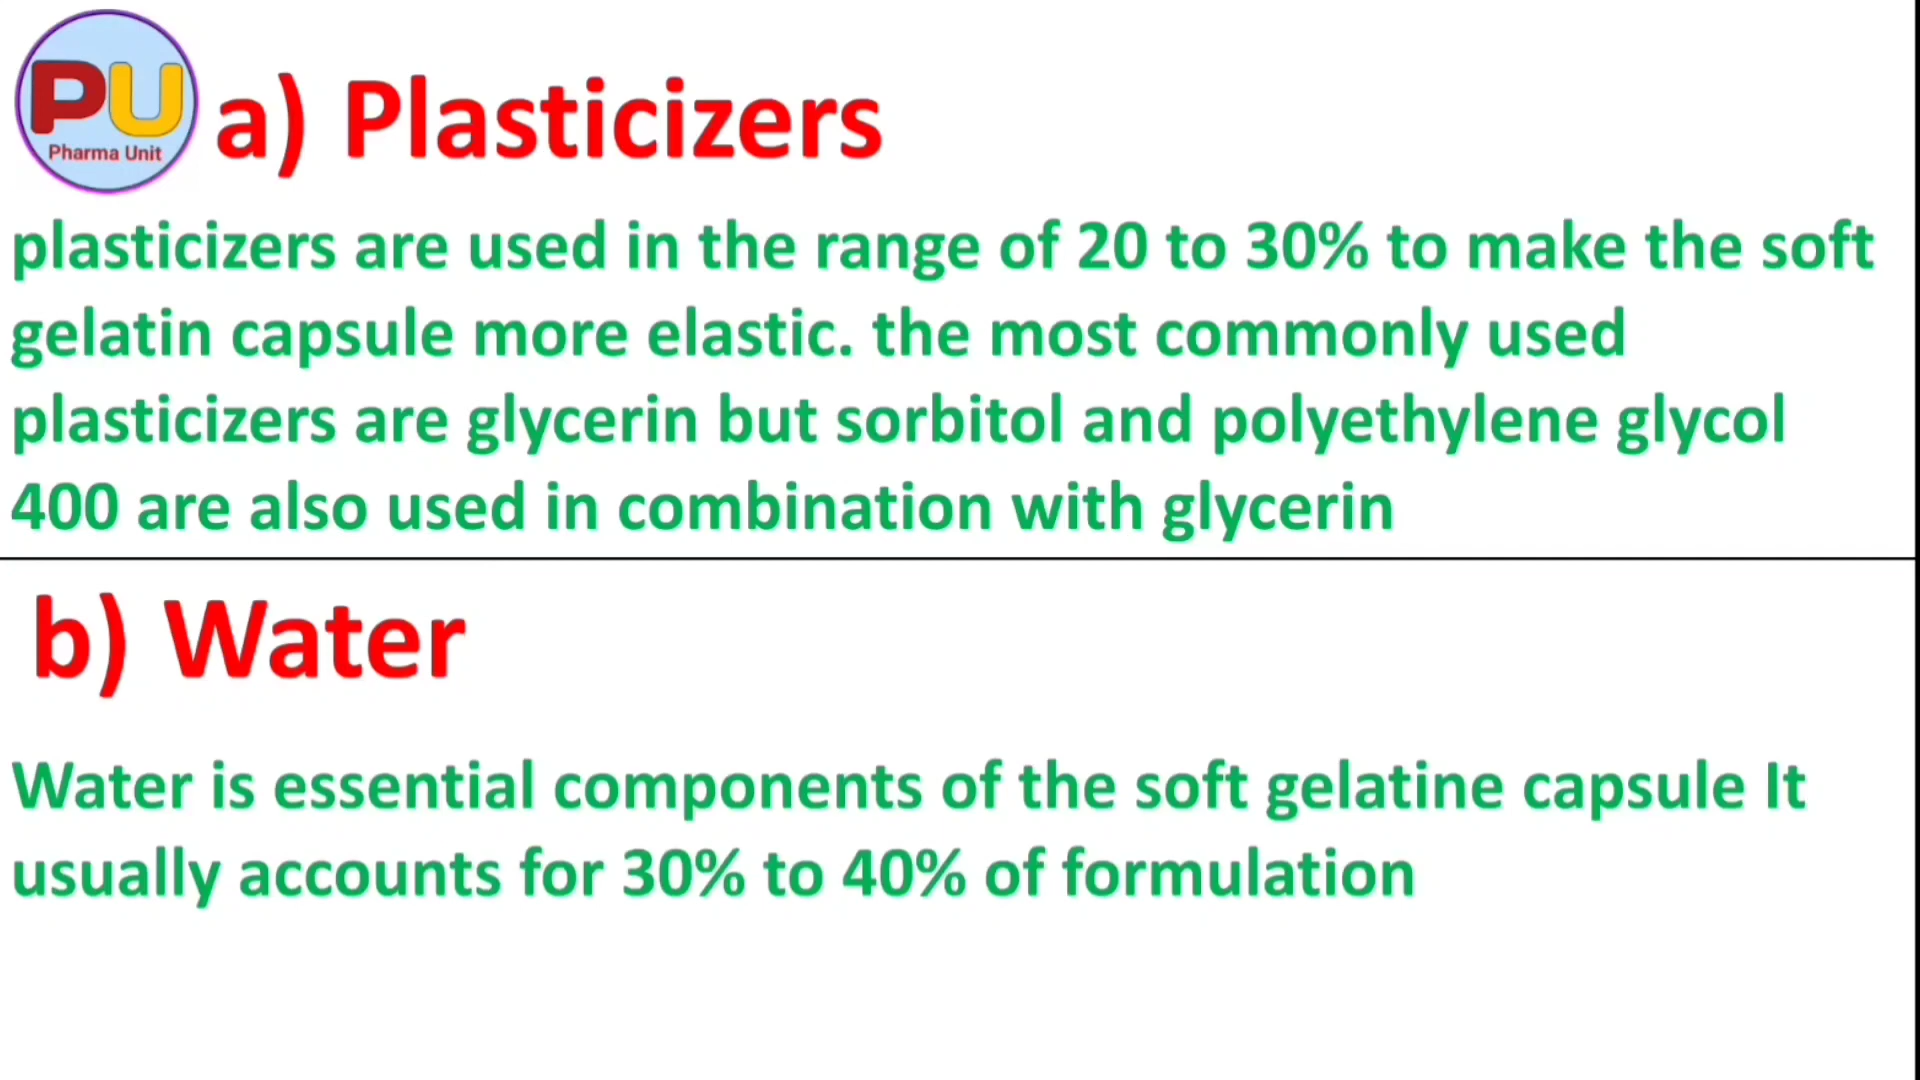 PU
Pharma Unit
a) Plasticizers
plasticizers are used in the range of 20 to 30% to make the soft
gelatin capsule more elastic. the most commonly used
plasticizers are glycerin but sorbitol and polyethylene glycol
400 are also used in combination with glycerin
b) Water
Water is essential components of the soft gelatine capsule It
usually accounts for 30% to 40% of formulation